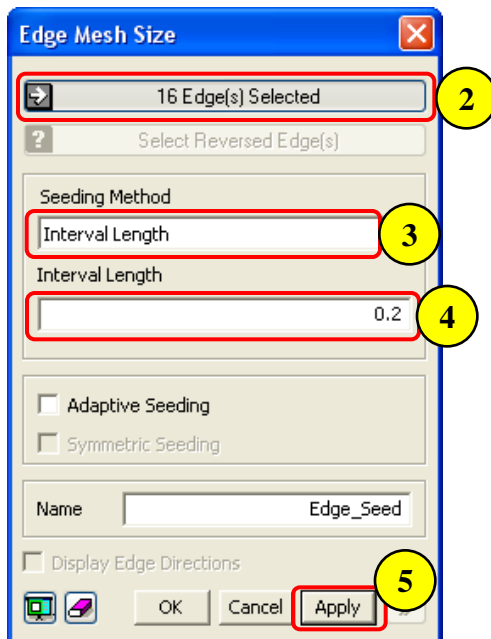 Edge Mesh Size
16 Edge(s) Selected
2
? Select Reversed Edge(s)
Seeding Method
Interval Length
3
Interval Length
0.2
4
Adaptive Seeding
Symmetric Seeding
Name Edge_Seed
Display Edge Directions
5
OK Cancel Apply